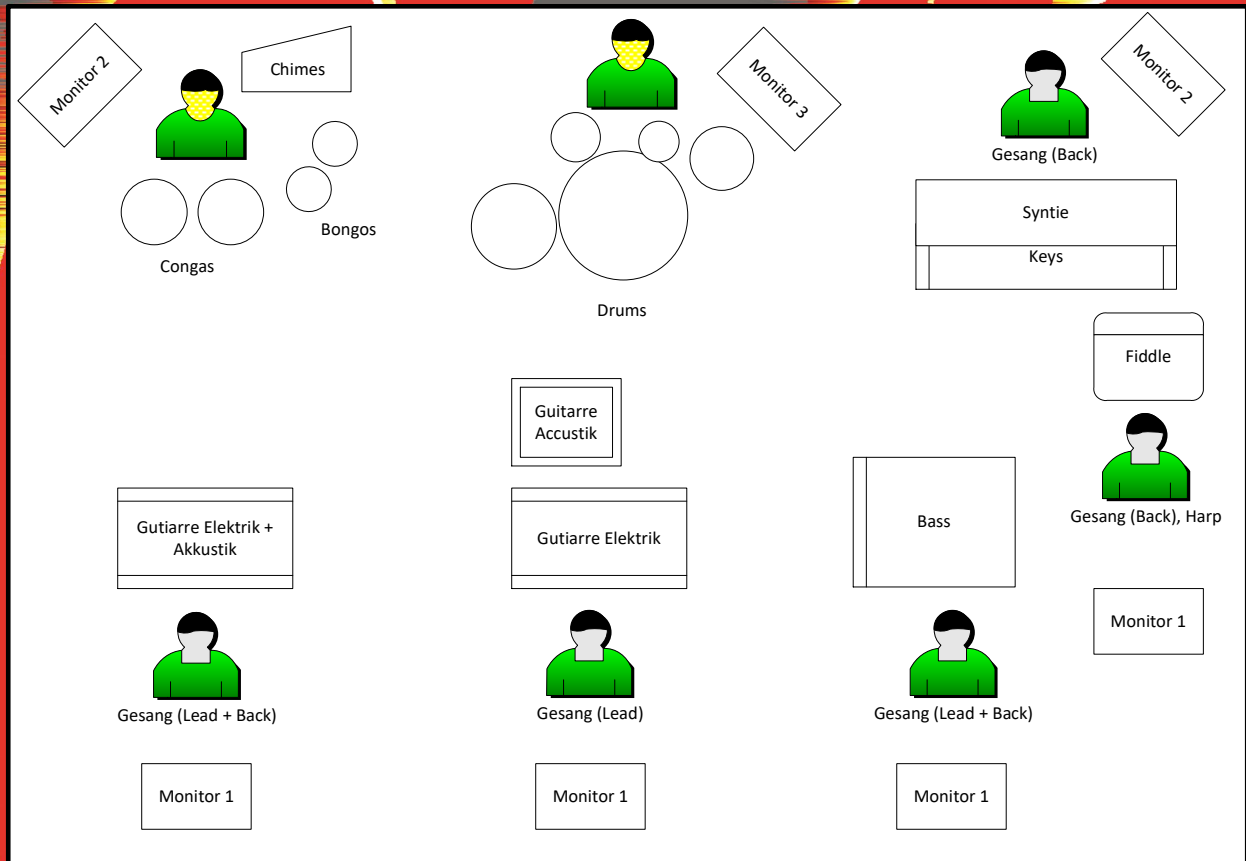 Monitor 2
Chimes
Monitor 3
Monitor 2
Gesang (Back)
Bongos
Congas
Syntie
Keys
Drums
Fiddle
Guitarre
Accustik
Gesang (Back), Harp
Gutiarre Elektrik +
Akkustik
Gutiarre Elektrik
Bass
Monitor 1
Gesang (Lead + Back)
Gesang (Lead)
Gesang (Lead + Back)
Monitor 1
Monitor 1
Monitor 1